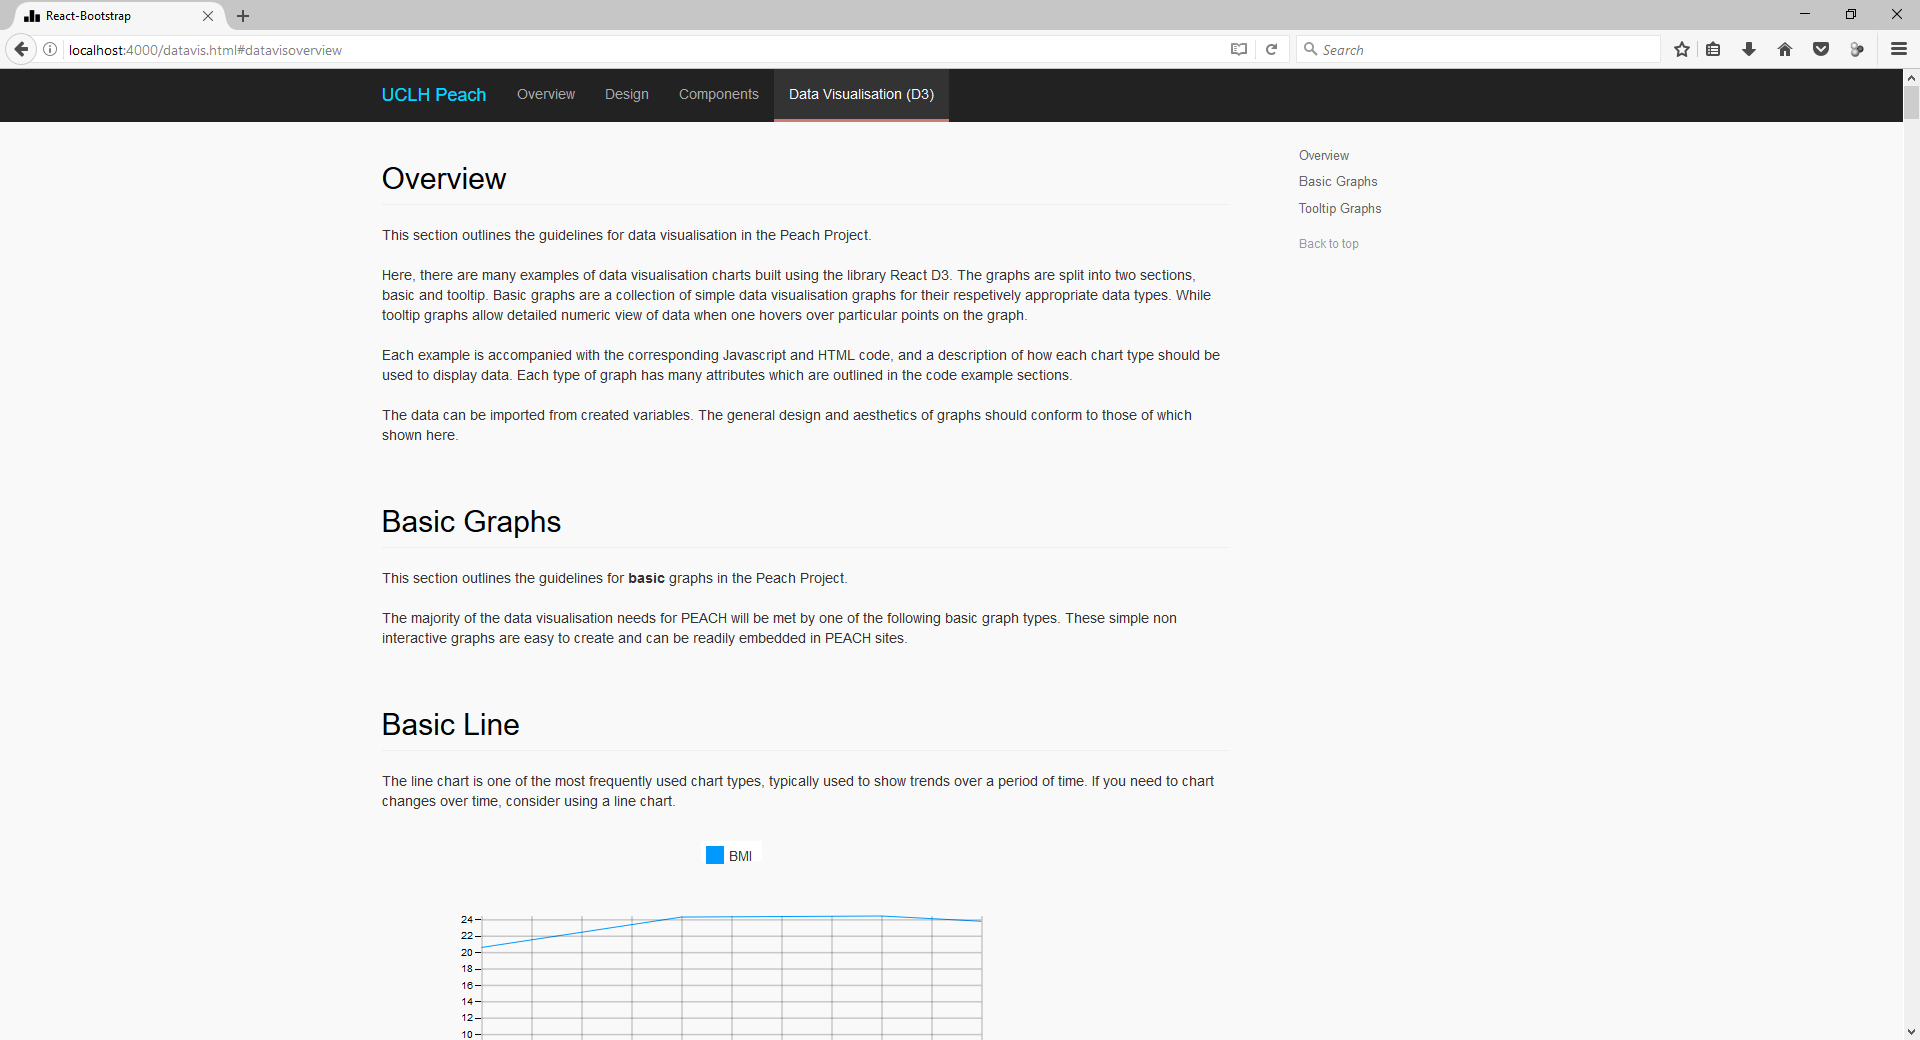 React-Bootstrap
localhost:4000/datavis.html#datavisoverview
Search
UCLH Peach Overview Design Components Data Visualisation (D3)
Overview
This section outlines the guidelines for data visualisation in the Peach Project.
Here, there are many examples of data visualisation charts built using the library React D3. The graphs are split into two sections,
basic and tooltip. Basic graphs are a collection of simple data visualisation graphs for their respetively appropriate data types. While
tooltip graphs allow detailed numeric view of data when one hovers over particular points on the graph.
Each example is accompanied with the corresponding Javascript and HTML code, and a description of how each chart type should be
used to display data. Each type of graph has many attributes which are outlined in the code example sections.
The data can be imported from created variables. The general design and aesthetics of graphs should conform to those of which
shown here.
Basic Graphs
This section outlines the guidelines for basic graphs in the Peach Project.
The majority of the data visualisation needs for PEACH will be met by one of the following basic graph types. These simple non
interactive graphs are easy to create and can be readily embedded in PEACH sites.
Basic Line
The line chart is one of the most frequently used chart types, typically used to show trends over a period of time. If you need to chart
changes over time, consider using a line chart.
BMI
24
22
20
18
16
14
12
10
Overview
Basic Graphs
Tooltip Graphs
Back to top